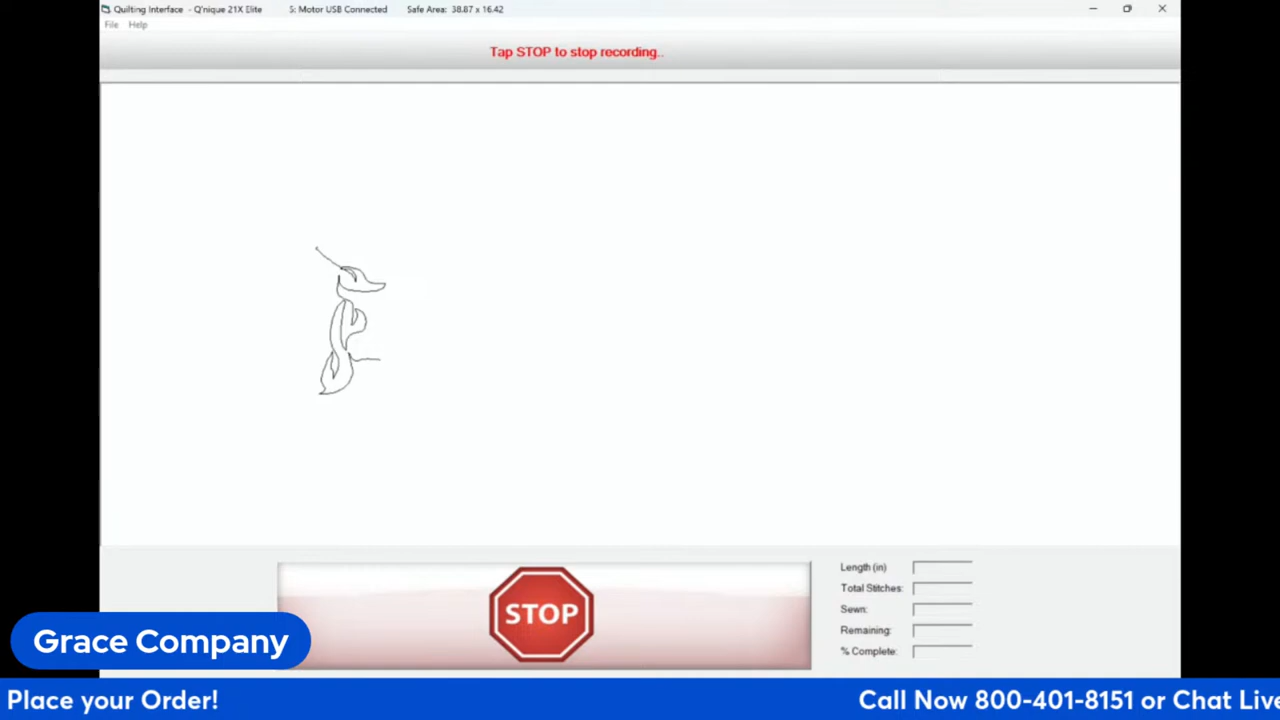 Quilting Interface - Q'nique 21X Elite S: Motor USB Connected Safe Area: 38.87 x 16.42
File Help
Tap STOP to stop recording..
STOP
Length (in)
Total Stitches:
Sewn:
Remaining:
% Complete:
Grace Company
Place your Order! Call Now 800-401-8151 or Chat Live